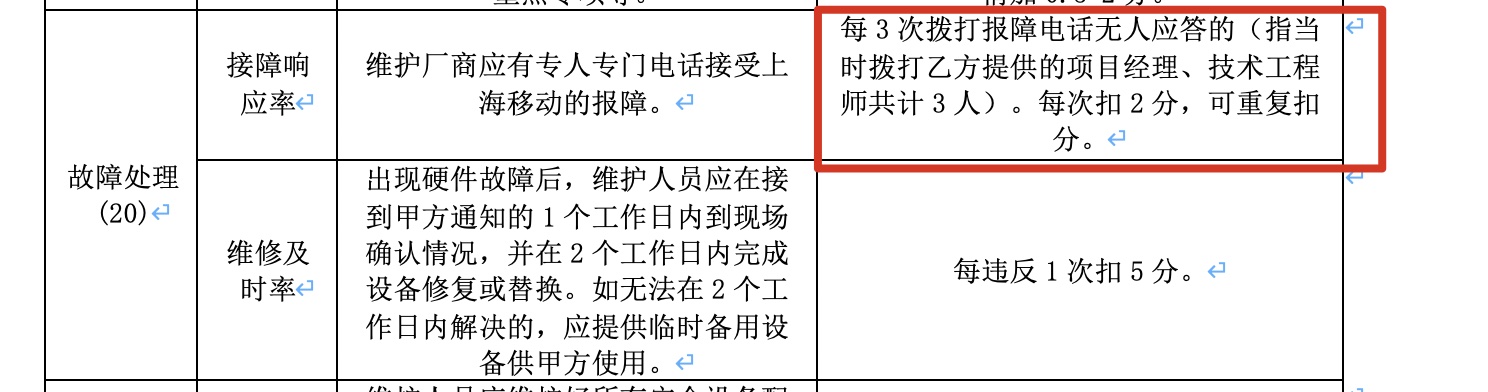 接障响
应率
维护厂商应有专人专门电话接受上
海移动的报障。
每 3 次拨打报障电话无人应答的（指当
时拨打乙方提供的项目经理、技术工程
师共计 3 人）。每次扣 2 分，可重复扣
分。
故障处理
(20)
维修及
时率
出现硬件故障后，维护人员应在接
到甲方通知的 1 个工作日内到现场
确认情况，并在 2 个工作日内完成
设备修复或替换。如无法在 2 个工
作日内解决的，应提供临时备用设
备供甲方使用。
每违反 1 次扣 5 分。